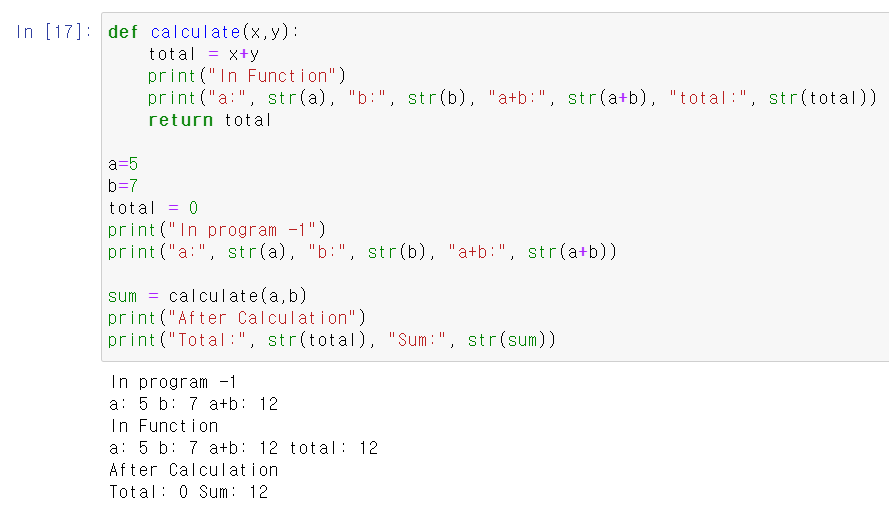 In [17]: def calculate(x,y):
    total = x+y
    print("In Function")
    print("a:", str(a), "b:", str(b), "a+b:", str(a+b), "total:", str(total))
    return total
a=5
b=7
total = 0
print("In program -1")
print("a:", str(a), "b:", str(b), "a+b:", str(a+b))
sum = calculate(a,b)
print("After Calculation")
print("Total:", str(total), "Sum:", str(sum))
In program -1
a: 5 b: 7 a+b: 12
In Function
a: 5 b: 7 a+b: 12 total: 12
After Calculation
Total: 0 Sum: 12